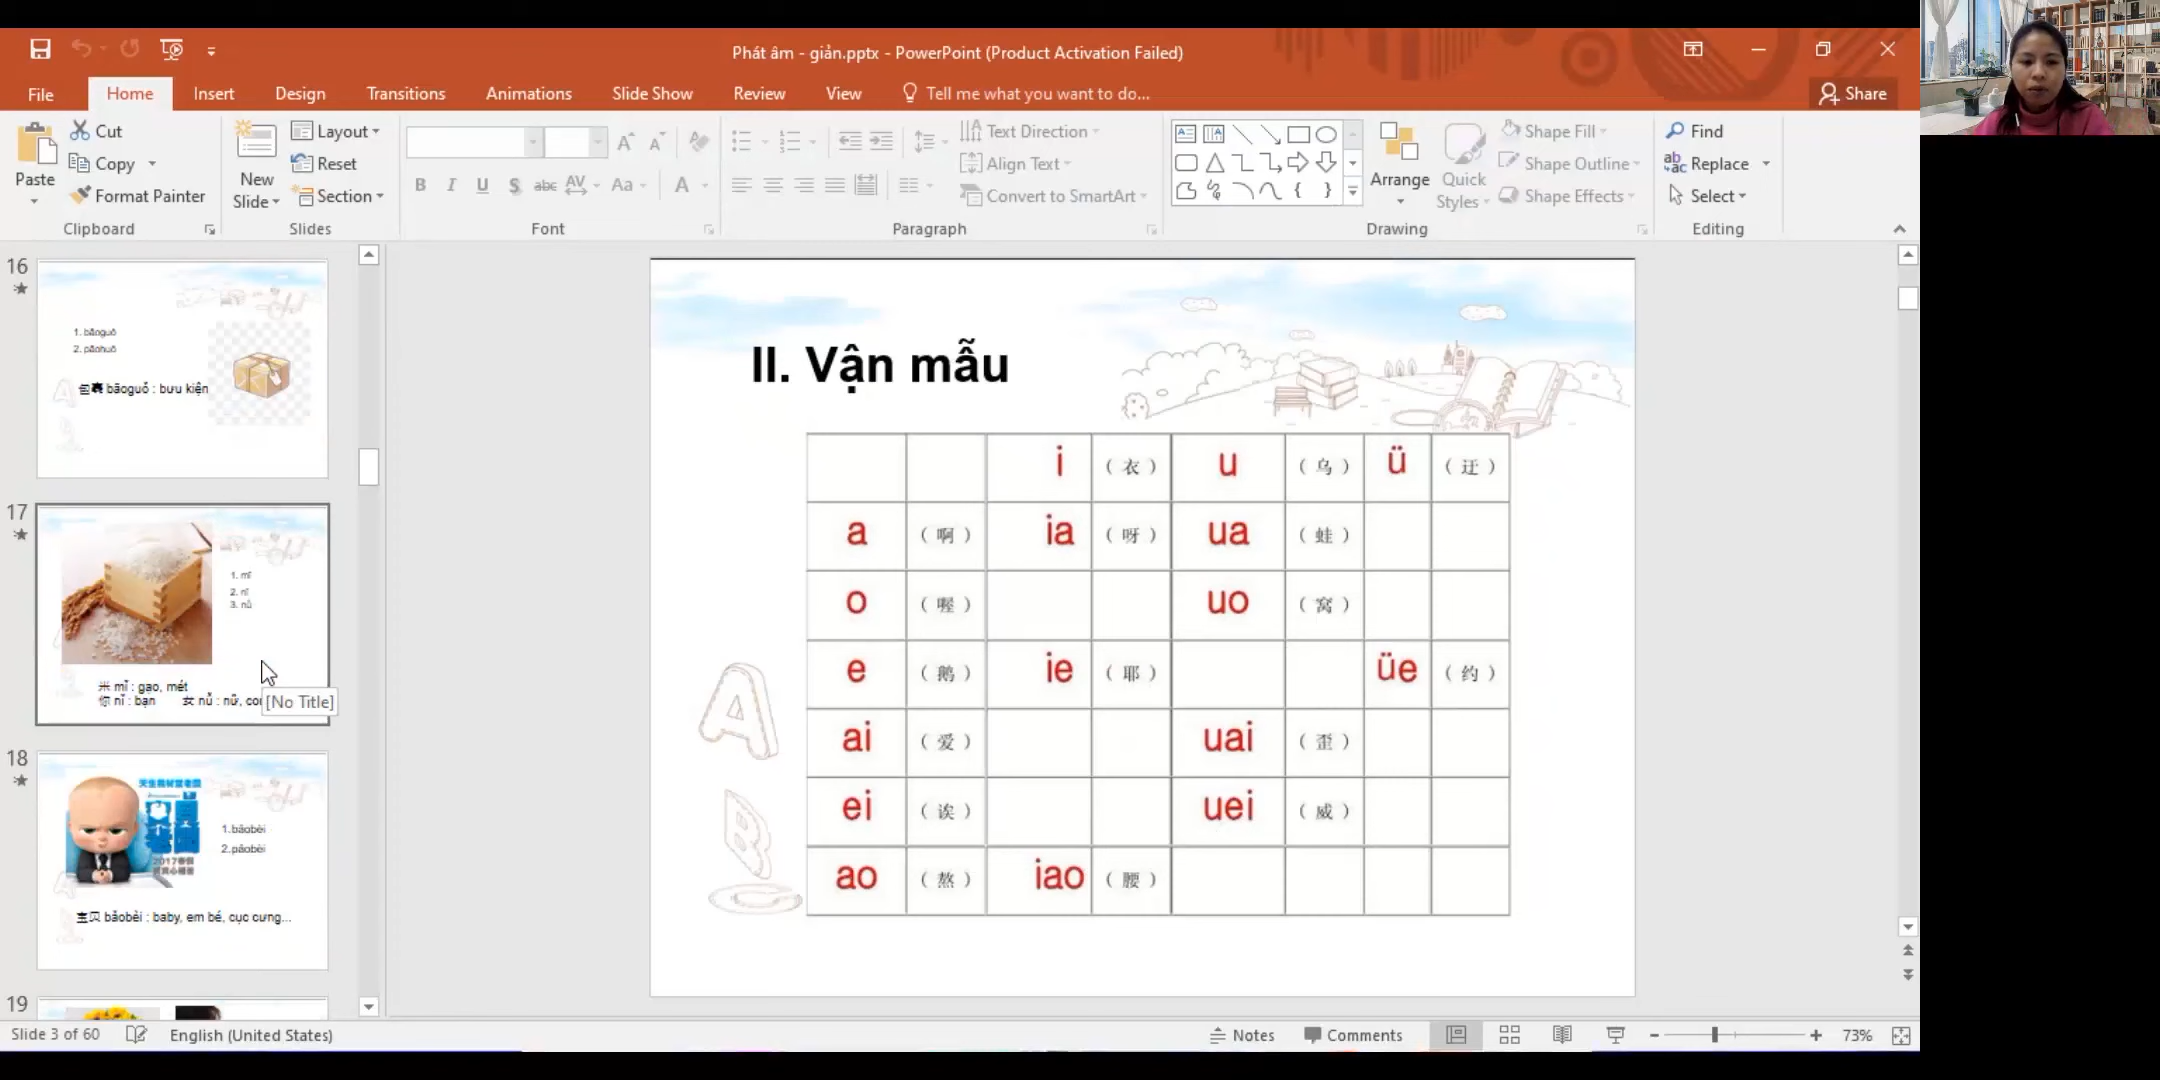 Phát âm - giản.pptx - PowerPoint (Product Activation Failed)
File Home Insert Design Transitions Animations Slide Show Review View Tell me what you want to do... Share
Paste
Cut
Copy
Format Painter
Clipboard
New Slide
Layout
Reset
Section
Slides
B I U S abc AV Aa A
Font
Text Direction
Align Text
Convert to SmartArt
Paragraph
Arrange
Quick Styles
Shape Fill
Shape Outline
Shape Effects
Drawing
Find
Replace
Select
Editing
16
1. bāoguǒ
2. pāohuǒ
包裹 bāoguǒ : bưu kiện
17
1. mǐ
2. nǐ
3. nǚ
米 mǐ : gạo, mét
你 nǐ : bạn 女 nǚ : nữ, con
[No Title]
18
1.bǎobèi
2.pǎobèi
宝贝 bǎobèi : baby, em bé, cục cưng...
19
II. Vận mẫu
i （衣） u （乌） ü （迂）
a （啊） ia （呀） ua （蛙）
o （喔） uo （窝）
e （鹅） ie （耶） üe （约）
ai （爱） uai （歪）
ei （诶） uei （威）
ao （熬） iao （腰）
A
B
Slide 3 of 60 English (United States) Notes Comments 73%